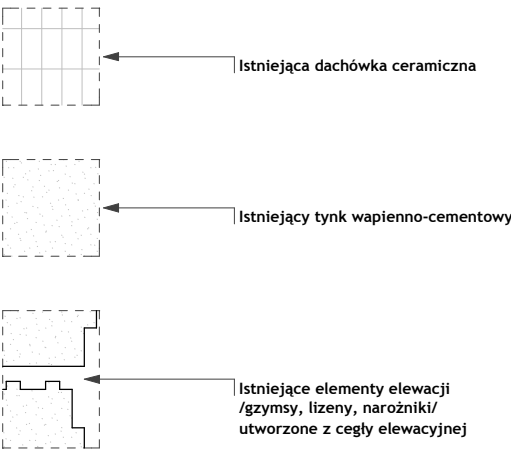 Istniejąca dachówka ceramiczna
Istniejący tynk wapienno-cementowy
Istniejące elementy elewacji
/gzymsy, lizeny, narożniki/
utworzone z cegły elewacyjnej